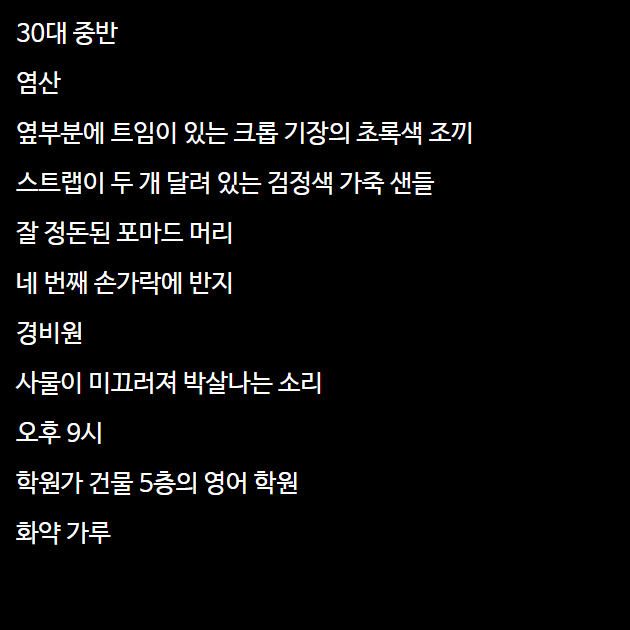 30대 중반
염산
옆부분에 트임이 있는 크롭 기장의 초록색 조끼
스트랩이 두 개 달려 있는 검정색 가죽 샌들
잘 정돈된 포마드 머리
네 번째 손가락에 반지
경비원
사물이 미끄러져 박살나는 소리
오후 9시
학원가 건물 5층의 영어 학원
화약 가루